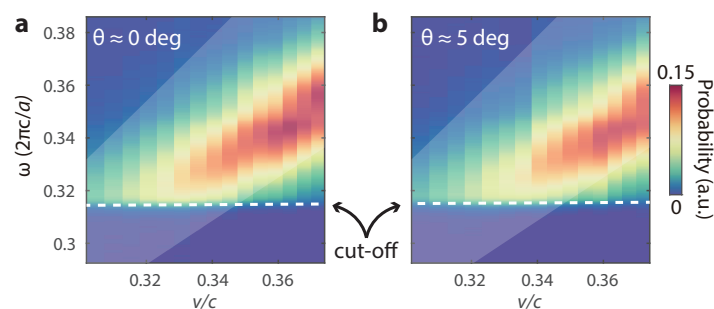 a
θ ≈ 0 deg
b
θ ≈ 5 deg
ω (2πc/a)
0.38
0.36
0.34
0.32
0.3
0.32
0.34
0.36
v/c
cut-off
0.32
0.34
0.36
v/c
0.15
0
Probability (a.u.)